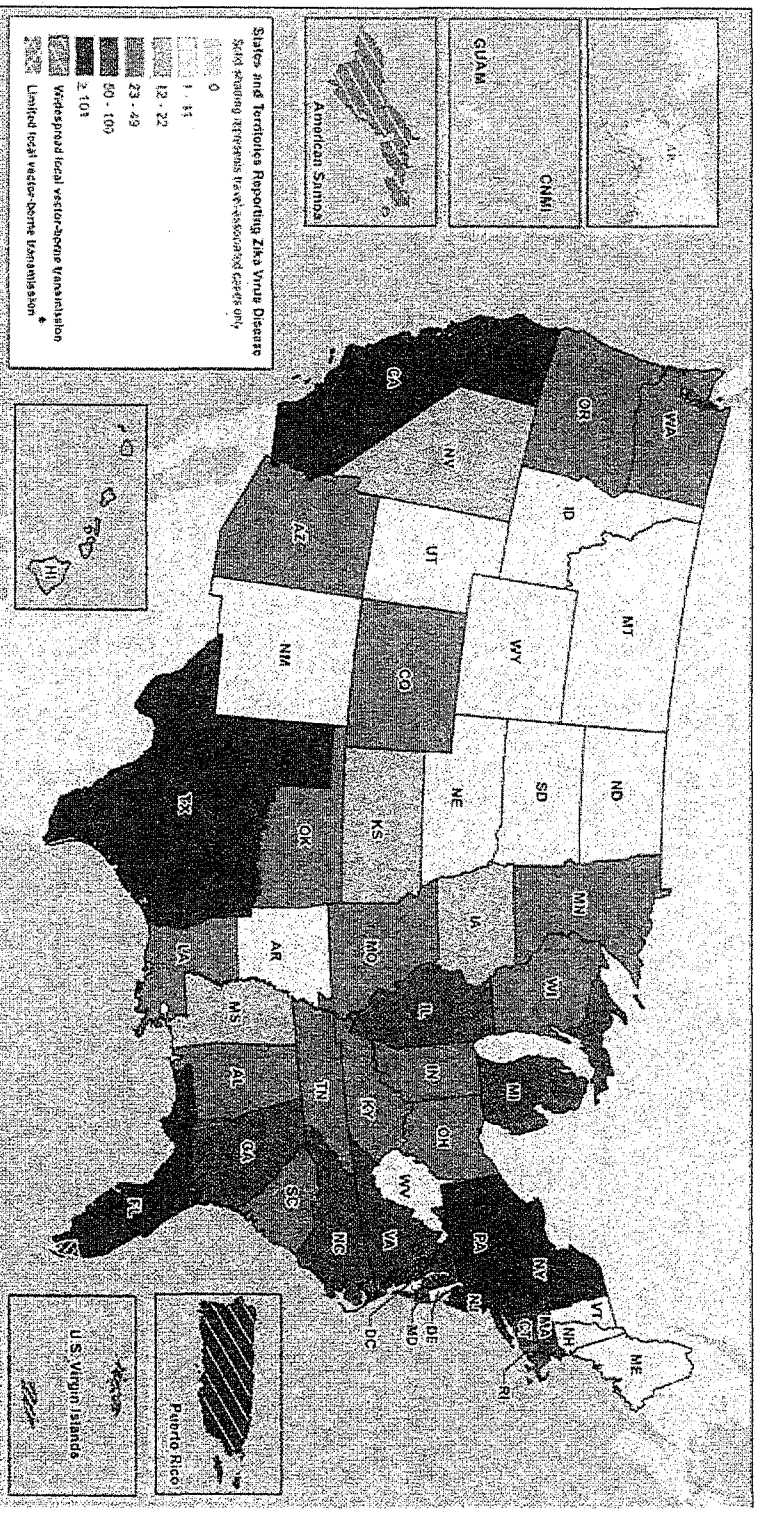 States and Territories Reporting Zika Virus Disease
Solid shading represents travel-associated cases only
0
1 - 11
12 - 22
23 - 49
50 - 100
≥ 101
Widespread local vector-borne transmission
Limited local vector-borne transmission *
American Samoa
GUAM
CNMI
WA
OR
CA
NV
ID
MT
WY
UT
AZ
NM
CO
ND
SD
NE
KS
OK
TX
MN
IA
MO
AR
LA
WI
IL
MI
IN
OH
KY
TN
MS
AL
GA
FL
SC
NC
VA
WV
PA
NY
NJ
DE
MD
DC
VT
NH
ME
MA
CT
RI
HI
Puerto Rico
U.S. Virgin Islands